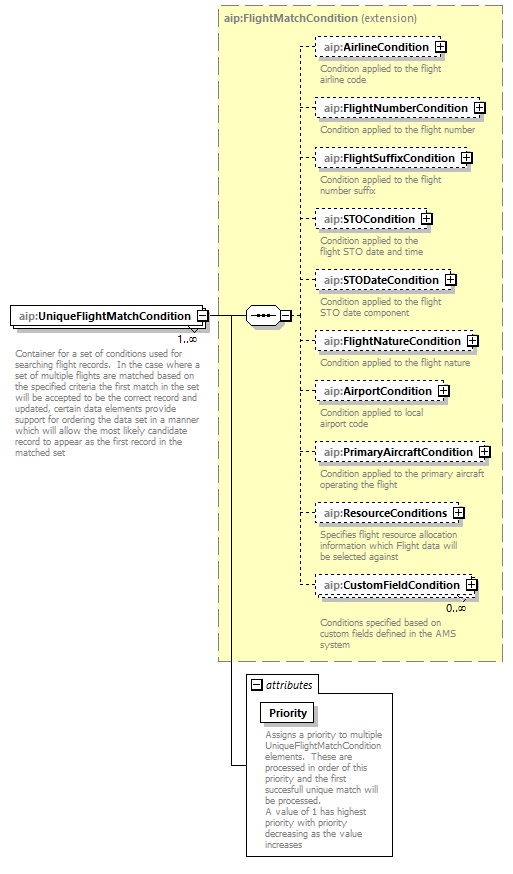 aip:FlightMatchCondition (extension)
aip:AirlineCondition
Condition applied to the flight
airline code
aip:FlightNumberCondition
Condition applied to the flight number
aip:FlightSuffixCondition
Condition applied to the flight
number suffix
aip:STOCondition
Condition applied to the
flight STO date and time
aip:STODateCondition
Condition applied to the flight
STO date component
aip:UniqueFlightMatchCondition
1..∞
Container for a set of conditions used for
searching flight records.  In the case where a
set of multiple flights are matched based on
the specified criteria the first match in the set
will be accepted to be the correct record and
updated, certain data elements provide
support for ordering the data set in a manner
which will allow the most likely candidate
record to appear as the first record in the
matched set
aip:FlightNatureCondition
Condition applied to the flight nature
aip:AirportCondition
Condition applied to local
airport code
aip:PrimaryAircraftCondition
Condition applied to the primary aircraft
operating the flight
aip:ResourceConditions
Specifies flight resource allocation
information which Flight data will
be selected against
aip:CustomFieldCondition
0..∞
Conditions specified based on
custom fields defined in the AMS
system
attributes
Priority
Assigns a priority to multiple
UniqueFlightMatchCondition
elements.  These are
processed in order of this
priority and the first
succesfull unique match will
be processed.
A value of 1 has highest
priority with priority
decreasing as the value
increases